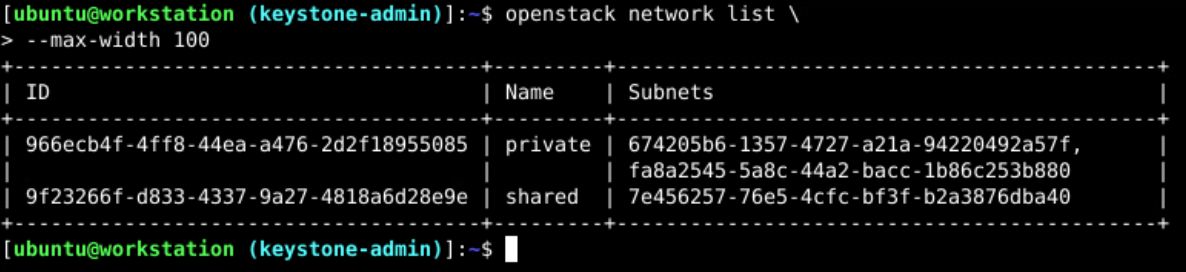 [ubuntu@workstation (keystone-admin)]:~$ openstack network list \
> --max-width 100
+--------------------------------------+---------+----------------------------------------------+
| ID                                   | Name    | Subnets                                      |
+--------------------------------------+---------+----------------------------------------------+
| 966ecb4f-4ff8-44ea-a476-2d2f18955085 | private | 674205b6-1357-4727-a21a-94220492a57f,        |
|                                      |         | fa8a2545-5a8c-44a2-bacc-1b86c253b880         |
| 9f23266f-d833-4337-9a27-4818a6d28e9e | shared  | 7e456257-76e5-4cfc-bf3f-b2a3876dba40         |
+--------------------------------------+---------+----------------------------------------------+
[ubuntu@workstation (keystone-admin)]:~$